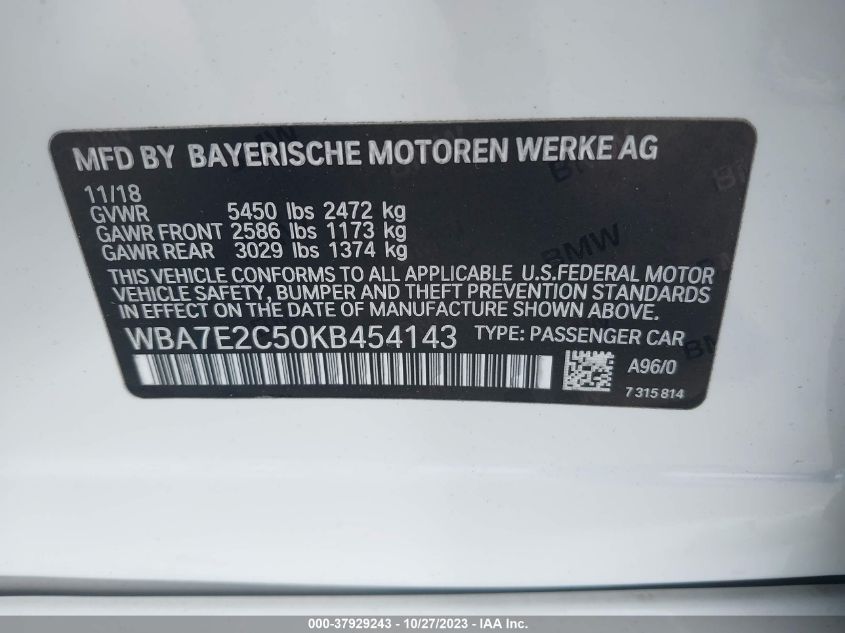 MFD BY BAYERISCHE MOTOREN WERKE AG
11/18
GVWR 5450 lbs 2472 kg
GAWR FRONT 2586 lbs 1173 kg
GAWR REAR 3029 lbs 1374 kg
THIS VEHICLE CONFORMS TO ALL APPLICABLE U.S.FEDERAL MOTOR
VEHICLE SAFETY, BUMPER AND THEFT PREVENTION STANDARDS
IN EFFECT ON THE DATE OF MANUFACTURE SHOWN ABOVE.
WBA7E2C50KB454143 TYPE: PASSENGER CAR
A96/0
7 315 814
BMW
000-37929243 - 10/27/2023 - IAA Inc.